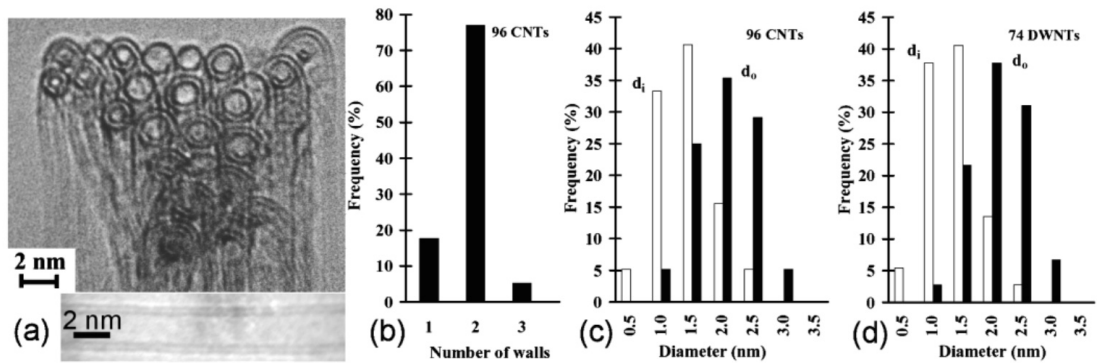 2 nm
2 nm
(a)
Frequency (%)
80
70
60
50
40
30
20
10
0
96 CNTs
1 2 3
Number of walls
(b)
Frequency (%)
45
40
35
30
25
20
15
10
5
0
96 CNTs
di
do
0.5 1.0 1.5 2.0 2.5 3.0 3.5
Diameter (nm)
(c)
Frequency (%)
45
40
35
30
25
20
15
10
5
0
74 DWNTs
di
do
0.5 1.0 1.5 2.0 2.5 3.0 3.5
Diameter (nm)
(d)